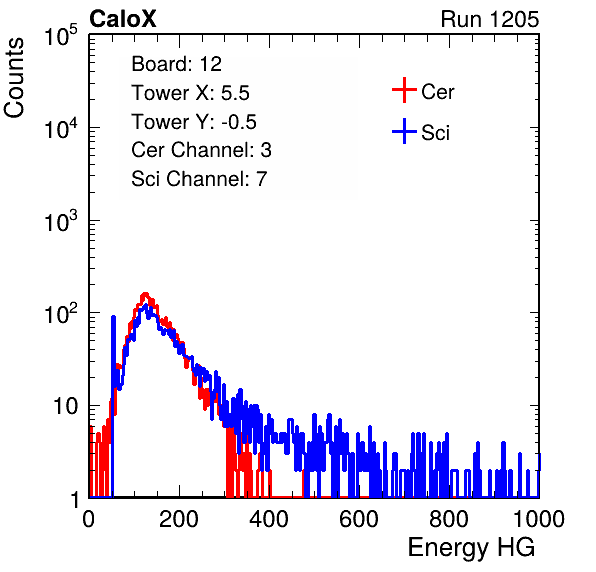 CaloX Run 1205
Counts
10^5
10^4
10^3
10^2
10
1
Board: 12
Tower X: 5.5
Tower Y: -0.5
Cer Channel: 3
Sci Channel: 7
Cer
Sci
0 200 400 600 800 1000
Energy HG